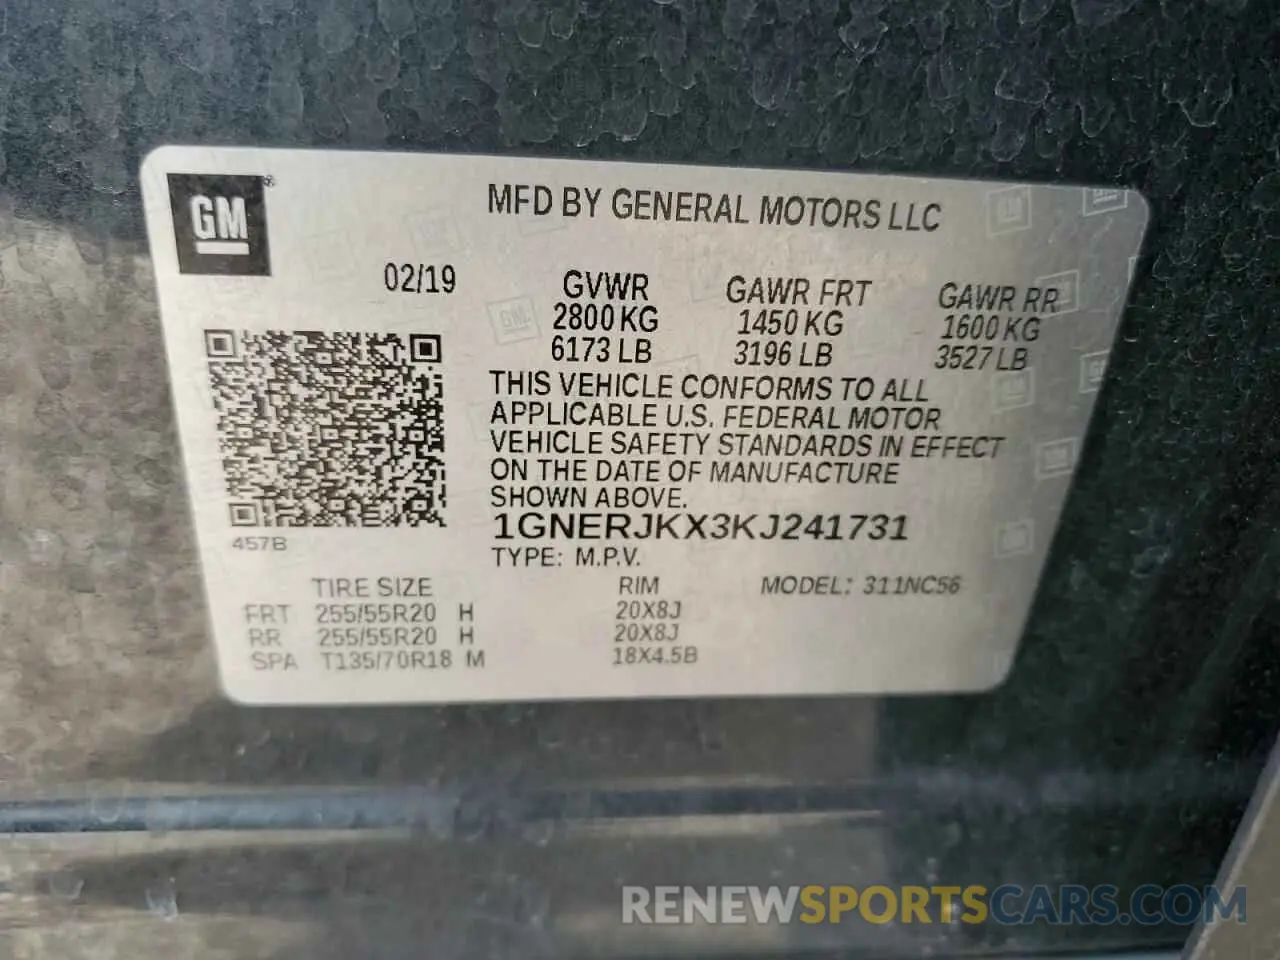 GM®
MFD BY GENERAL MOTORS LLC
02/19
GVWR GAWR FRT GAWR RR
2800 KG 1450 KG 1600 KG
6173 LB 3196 LB 3527 LB
THIS VEHICLE CONFORMS TO ALL
APPLICABLE U.S. FEDERAL MOTOR
VEHICLE SAFETY STANDARDS IN EFFECT
ON THE DATE OF MANUFACTURE
SHOWN ABOVE.
1GNERJKX3KJ241731
457B
TYPE: M.P.V.
TIRE SIZE RIM MODEL: 311NC56
FRT 255/55R20 H 20X8J
RR 255/55R20 H 20X8J
SPA T135/70R18 M 18X4.5B
RENEWSPORTSCARS.COM